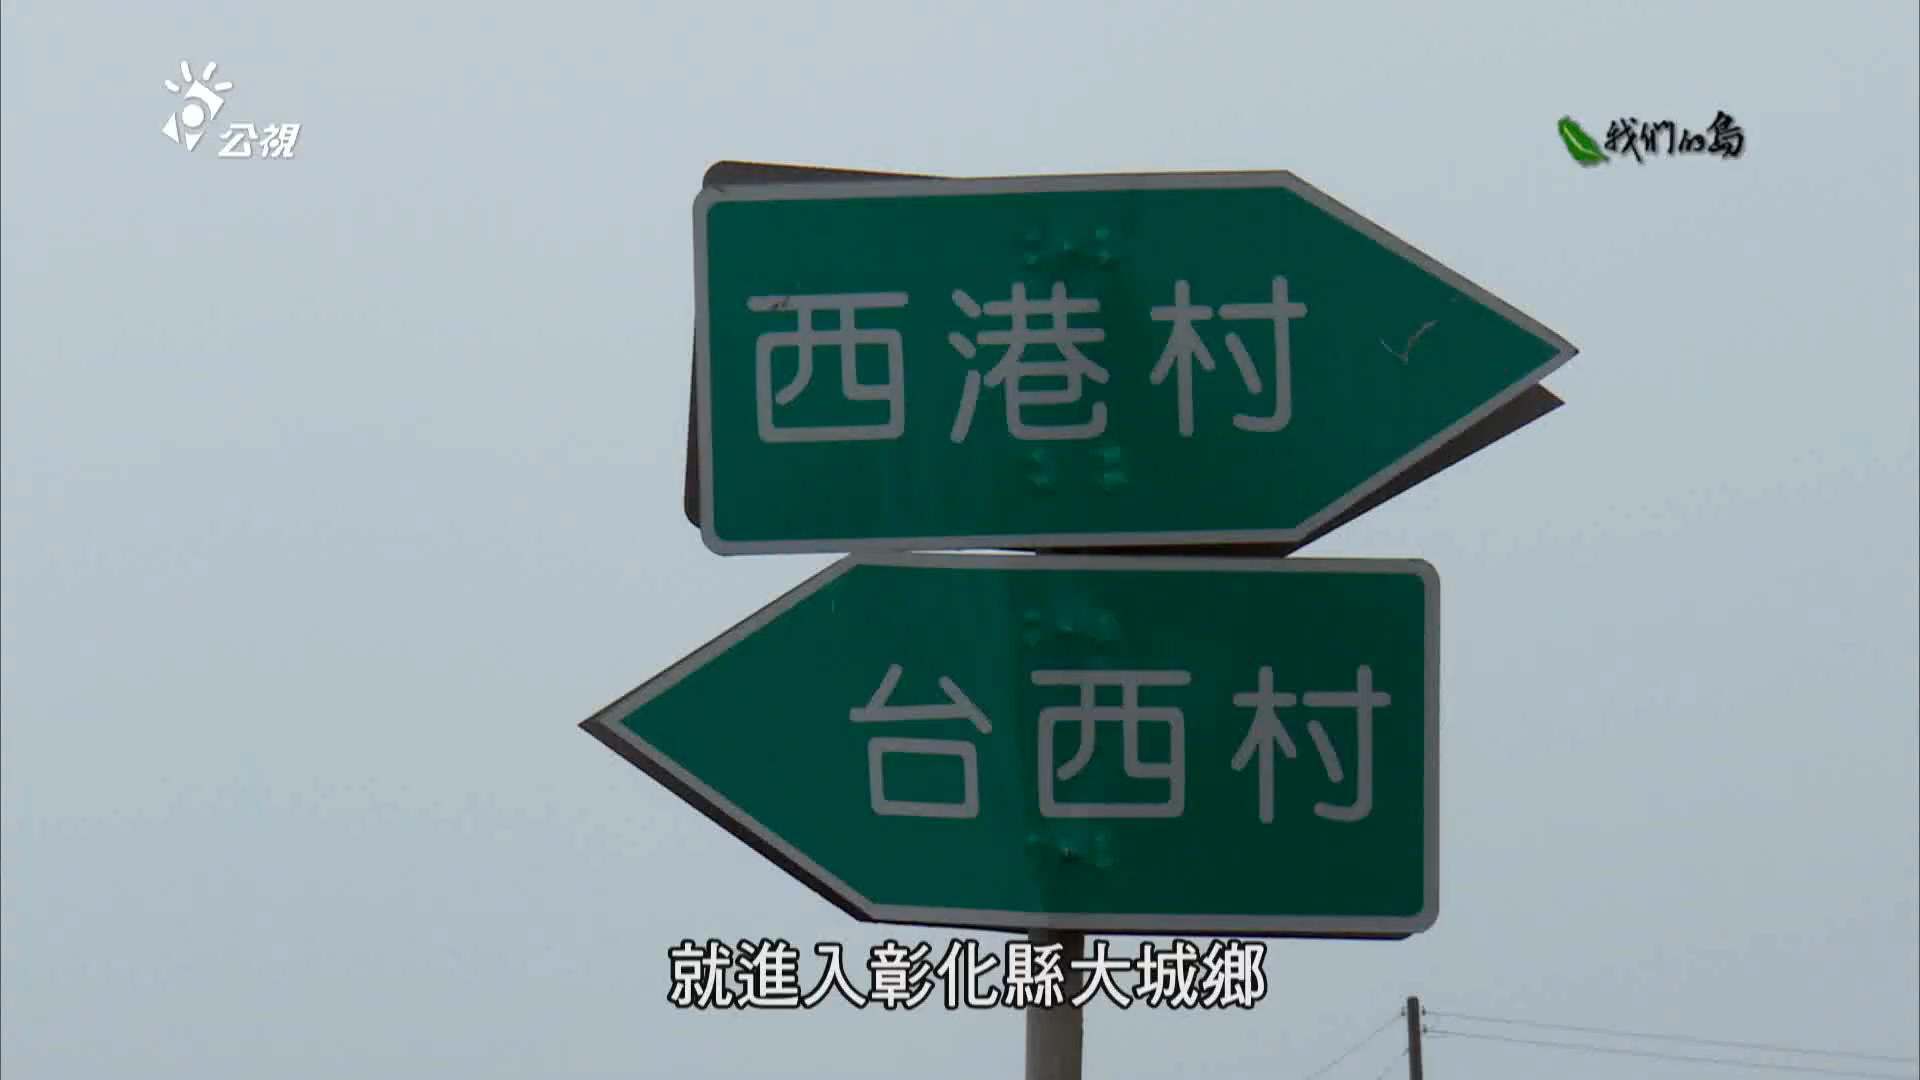 公視
我們的島
西港村
台西村
就進入彰化縣大城鄉